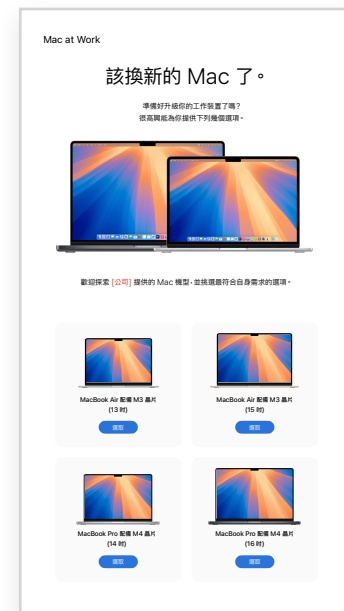 Mac at Work
該換新的 Mac 了。
準備好升級你的工作裝置了嗎？
很高興能為你提供下列幾個選項。
歡迎探索 [公司] 提供的 Mac 機型，並挑選最符合自身需求的選項。
MacBook Air 配備 M3 晶片
(13 吋)
選取
MacBook Air 配備 M3 晶片
(15 吋)
選取
MacBook Pro 配備 M4 晶片
(14 吋)
選取
MacBook Pro 配備 M4 晶片
(16 吋)
選取